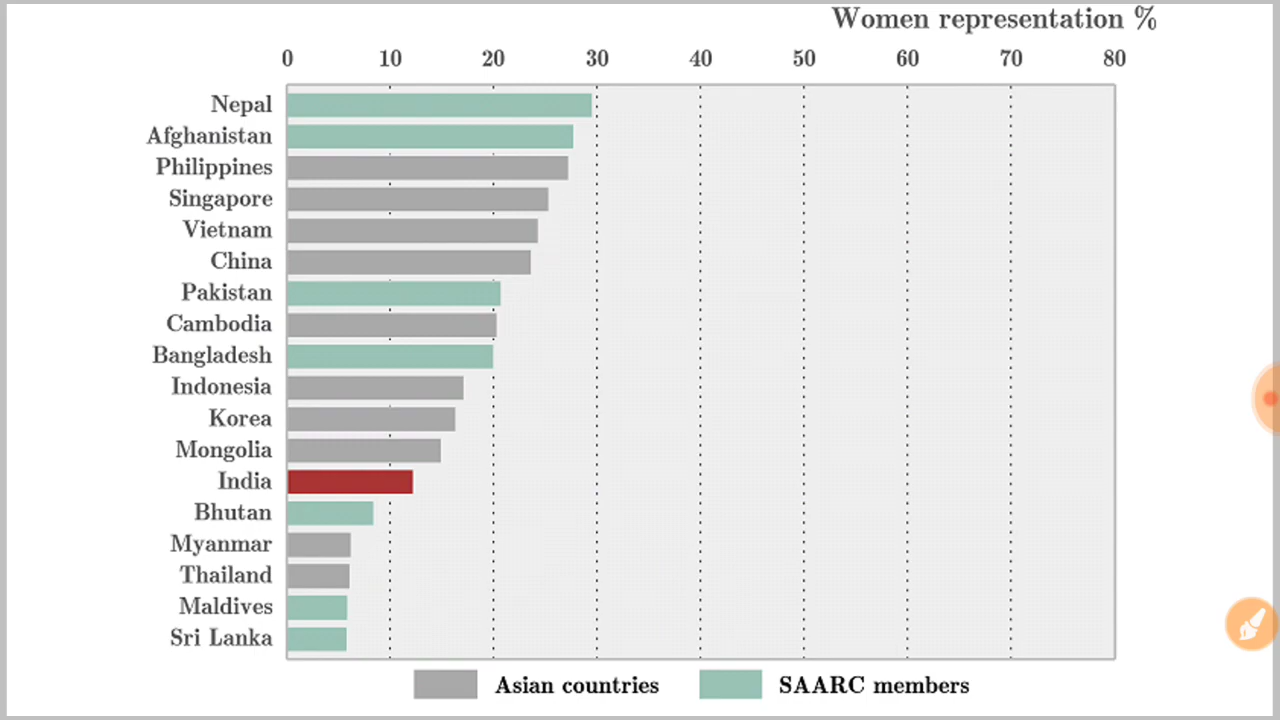 Women representation %
0 10 20 30 40 50 60 70 80
Nepal
Afghanistan
Philippines
Singapore
Vietnam
China
Pakistan
Cambodia
Bangladesh
Indonesia
Korea
Mongolia
India
Bhutan
Myanmar
Thailand
Maldives
Sri Lanka
Asian countries SAARC members